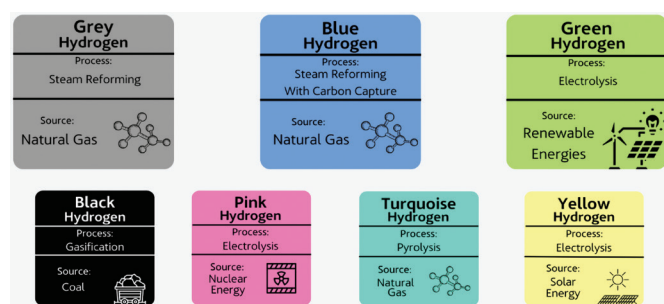 Grey
Hydrogen
Process:
Steam Reforming
Source:
Natural Gas
Blue
Hydrogen
Process:
Steam Reforming
With Carbon Capture
Source:
Natural Gas
Green
Hydrogen
Process:
Electrolysis
Source:
Renewable
Energies
Black
Hydrogen
Process:
Gasification
Source:
Coal
Pink
Hydrogen
Process:
Electrolysis
Source:
Nuclear
Energy
Turquoise
Hydrogen
Process:
Pyrolysis
Source:
Natural
Gas
Yellow
Hydrogen
Process:
Electrolysis
Source:
Solar
Energy